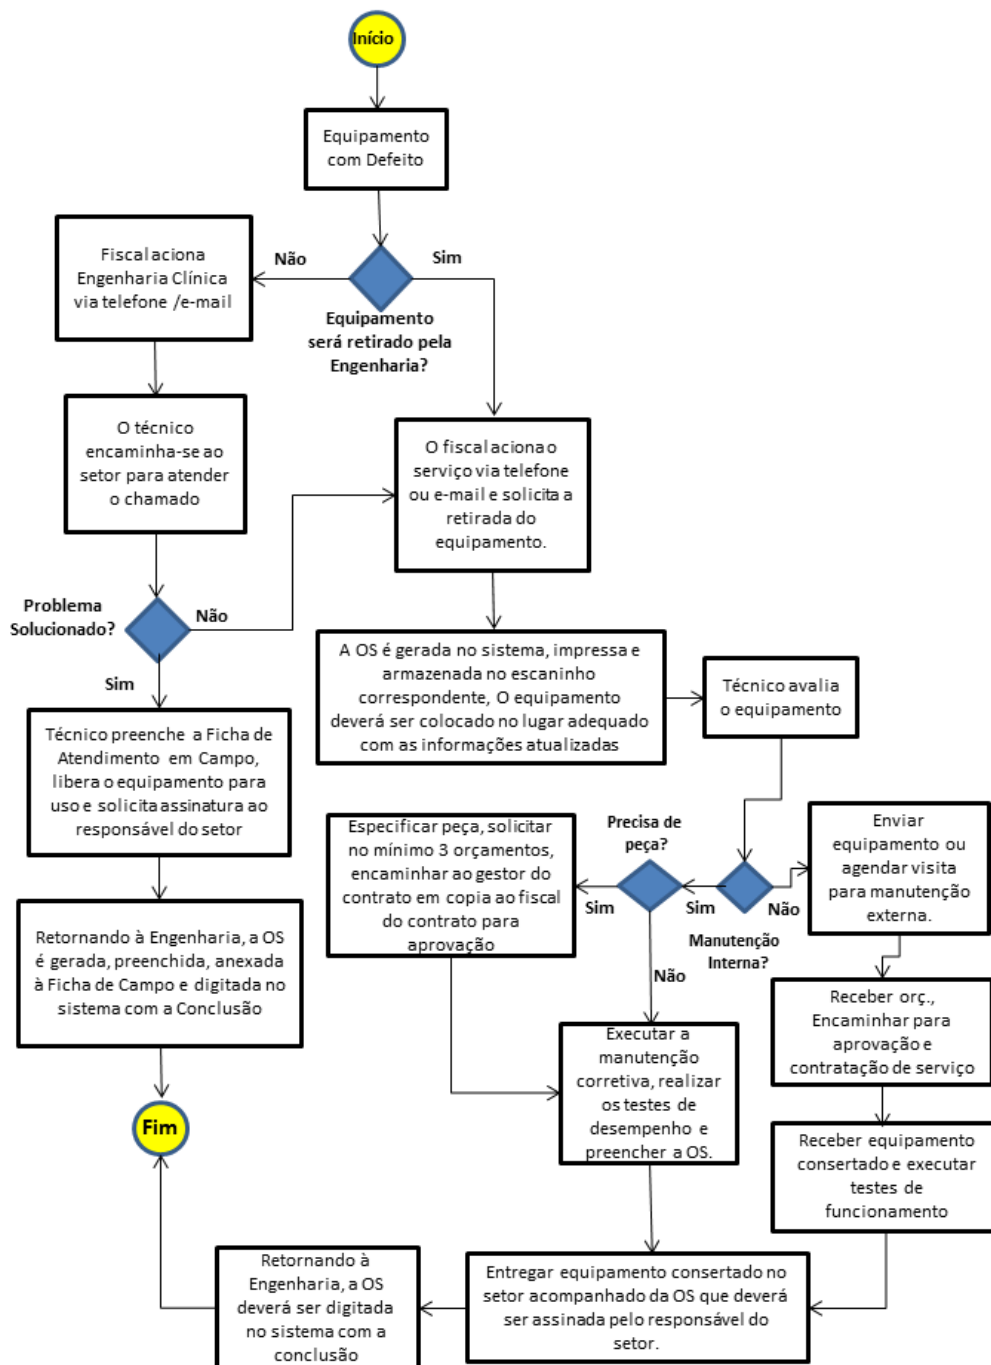 Início
Equipamento
com Defeito
Fiscal aciona
Engenharia Clínica
via telefone /e-mail
Não
Sim
Equipamento
será retirado pela
Engenharia?
O técnico
encaminha-se ao
setor para atender
o chamado
O fiscal aciona o
serviço via telefone
ou e-mail e solicita a
retirada do
equipamento.
Problema
Solucionado?
Não
Sim
A OS é gerada no sistema, impressa e
armazenada no escaninho
correspondente, O equipamento
deverá ser colocado no lugar adequado
com as informações atualizadas
Técnico avalia
o equipamento
Técnico preenche a Ficha de
Atendimento em Campo,
libera o equipamento para
uso e solicita assinatura ao
responsável do setor
Especificar peça, solicitar
no mínimo 3 orçamentos,
encaminhar ao gestor do
contrato em copia ao fiscal
do contrato para
aprovação
Precisa de
peça?
Sim
Sim
Não
Manutenção
Interna?
Não
Enviar
equipamento ou
agendar visita
para manutenção
externa.
Retornando à Engenharia, a OS
é gerada, preenchida, anexada
à Ficha de Campo e digitada no
sistema com a Conclusão
Receber orç.,
Encaminhar para
aprovação e
contratação de serviço
Executar a
manutenção
corretiva, realizar
os testes de
desempenho e
preencher a OS.
Fim
Receber equipamento
consertado e executar
testes de
funcionamento
Retornando à
Engenharia, a OS
deverá ser digitada
no sistema com a
conclusão
Entregar equipamento consertado no
setor acompanhado da OS que deverá
ser assinada pelo responsável do
setor.